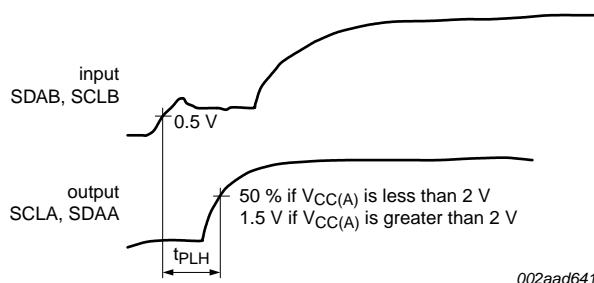 input
SDAB, SCLB
0.5 V
output
SCLA, SDAA
50 % if VCC(A) is less than 2 V
1.5 V if VCC(A) is greater than 2 V
tPLH
002aad641